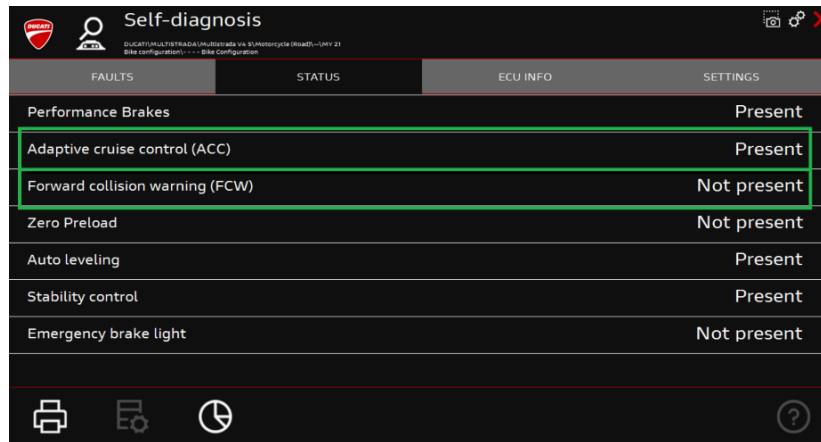 DUCATI
Self-diagnosis
DUCATI\MULTISTRADA\Multistrada V4 S\Motorcycle (Road)\--\MY 21
Bike configuration\- - - - Bike Configuration
FAULTS STATUS ECU INFO SETTINGS
Performance Brakes Present
Adaptive cruise control (ACC) Present
Forward collision warning (FCW) Not present
Zero Preload Not present
Auto leveling Present
Stability control Present
Emergency brake light Not present
?